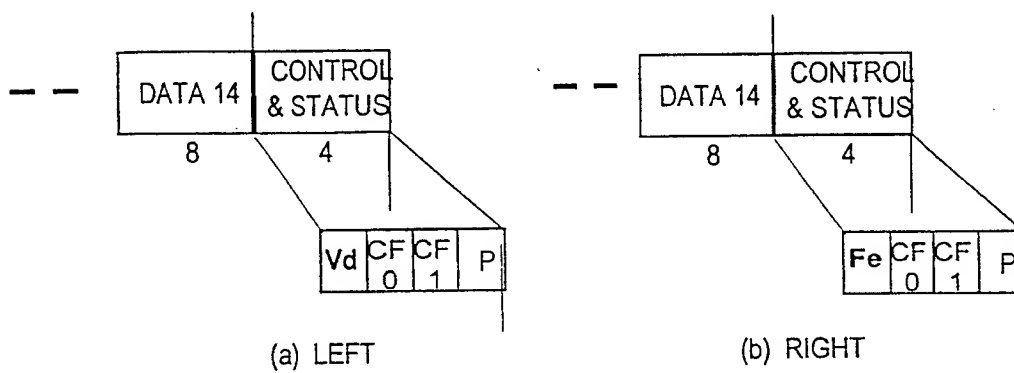 DATA 14
CONTROL
& STATUS
8
4
Vd
CF
0
CF
1
P
(a) LEFT
DATA 14
CONTROL
& STATUS
8
4
Fe
CF
0
CF
1
P
(b) RIGHT